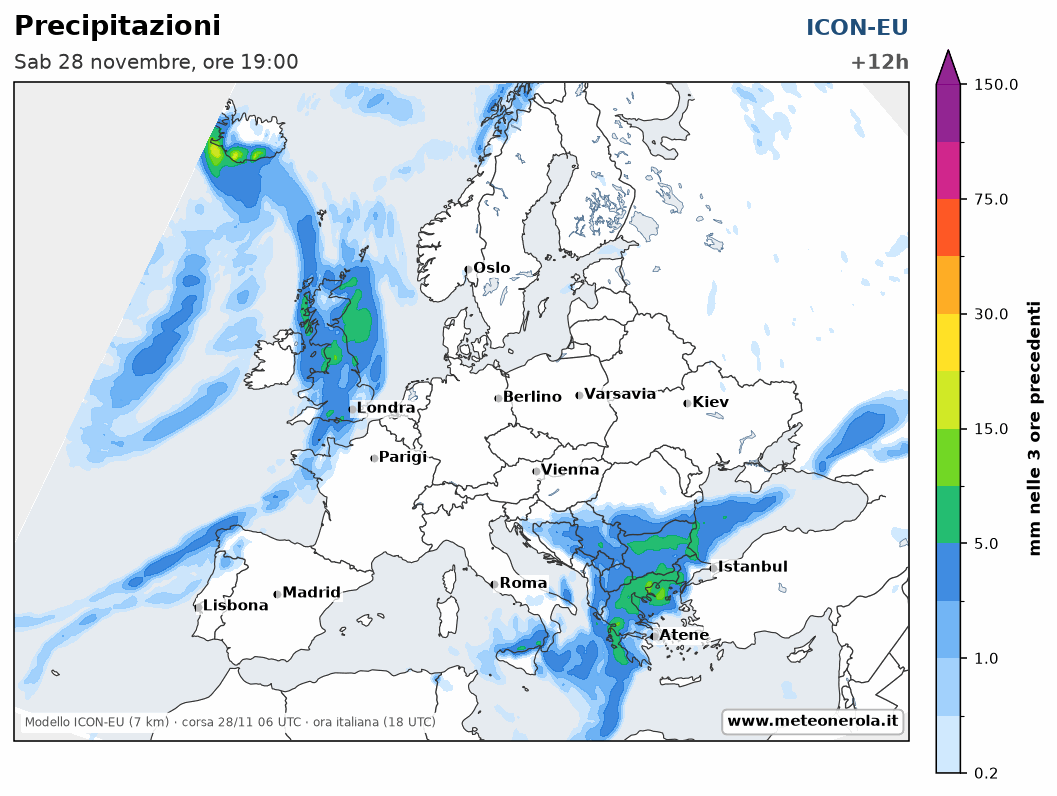 Precipitazioni
ICON-EU
Sab 28 novembre, ore 19:00
+12h
150.0
75.0
30.0
15.0
5.0
1.0
0.2
mm nelle 3 ore precedenti
Oslo
Londra
Berlino
Varsavia
Kiev
Parigi
Vienna
Istanbul
Roma
Madrid
Lisbona
Atene
Modello ICON-EU (7 km) · corsa 28/11 06 UTC · ora italiana (18 UTC)
www.meteonerola.it